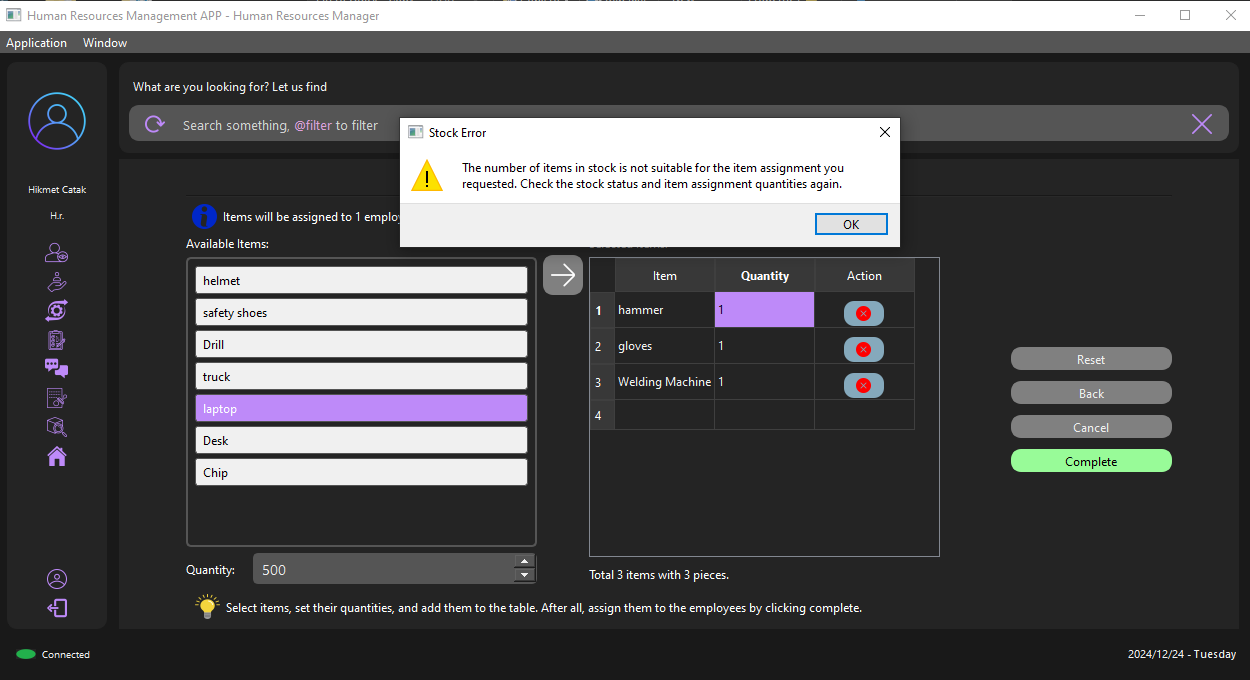 Human Resources Management APP - Human Resources Manager
Application Window
What are you looking for? Let us find
Search something, @filter to filter
Stock Error
The number of items in stock is not suitable for the item assignment you
requested. Check the stock status and item assignment quantities again.
OK
Hikmet Catak
H.r.
Items will be assigned to 1 employ
Available Items:
helmet
safety shoes
Drill
truck
laptop
Desk
Chip
Quantity: 500
Item Quantity Action
1 hammer 1
2 gloves 1
3 Welding Machine 1
4
Total 3 items with 3 pieces.
Reset
Back
Cancel
Complete
Select items, set their quantities, and add them to the table. After all, assign them to the employees by clicking complete.
Connected
2024/12/24 - Tuesday